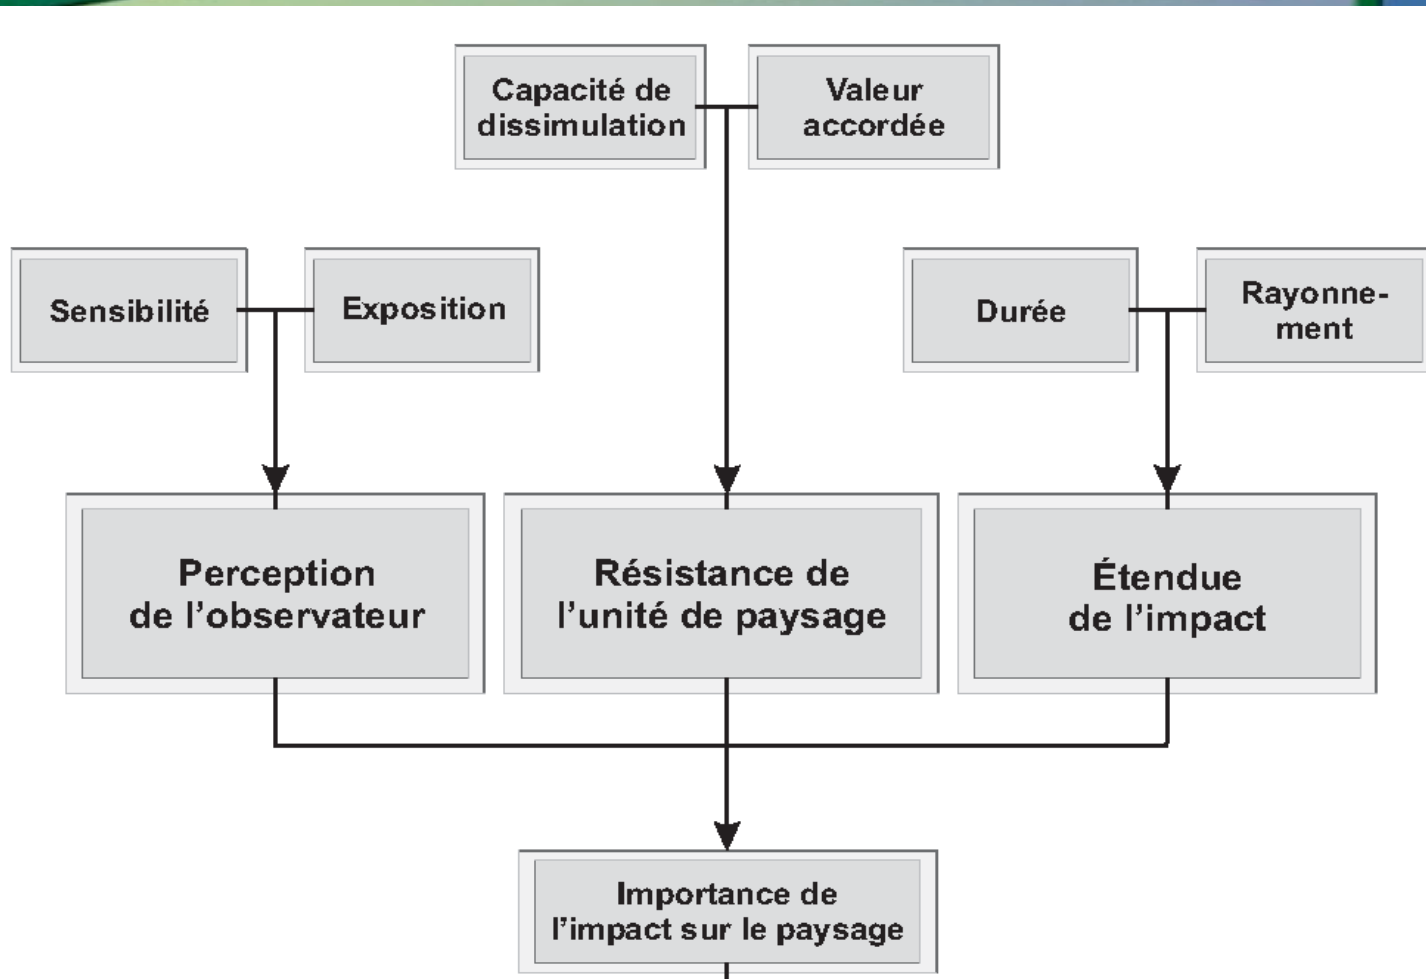 Capacité de
dissimulation
Valeur
accordée
Sensibilité
Exposition
Durée
Rayonne-
ment
Perception
de l’observateur
Résistance de
l’unité de paysage
Étendue
de l’impact
Importance de
l’impact sur le paysage